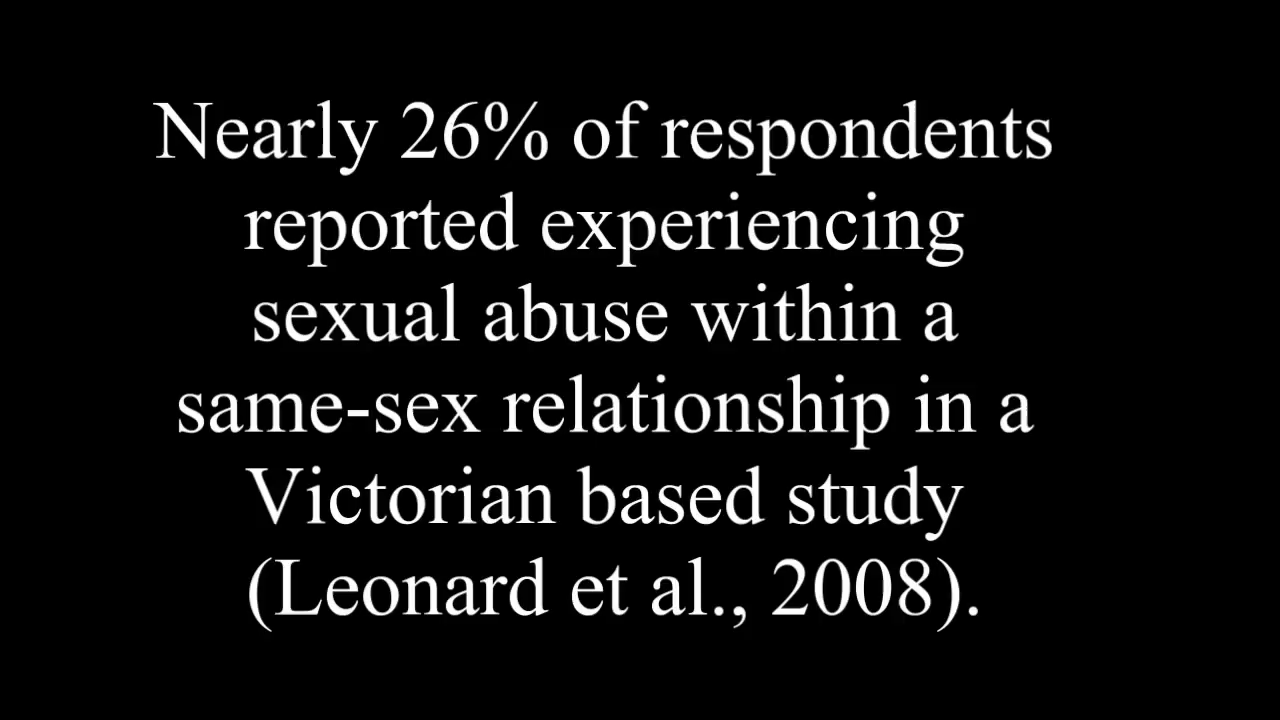 Nearly 26% of respondents
reported experiencing
sexual abuse within a
same-sex relationship in a
Victorian based study
(Leonard et al., 2008).